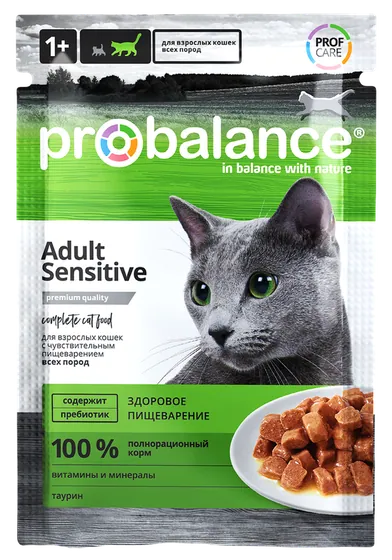 1+
для взрослых кошек
всех пород
PROF
CARE
probalance®
in balance with nature
Adult
Sensitive
premium quality
complete cat food
для взрослых кошек
с чувствительным
пищеварением
всех пород
содержит
пребиотик
ЗДОРОВОЕ
ПИЩЕВАРЕНИЕ
100 %
полнорационный
корм
витамины и минералы
таурин